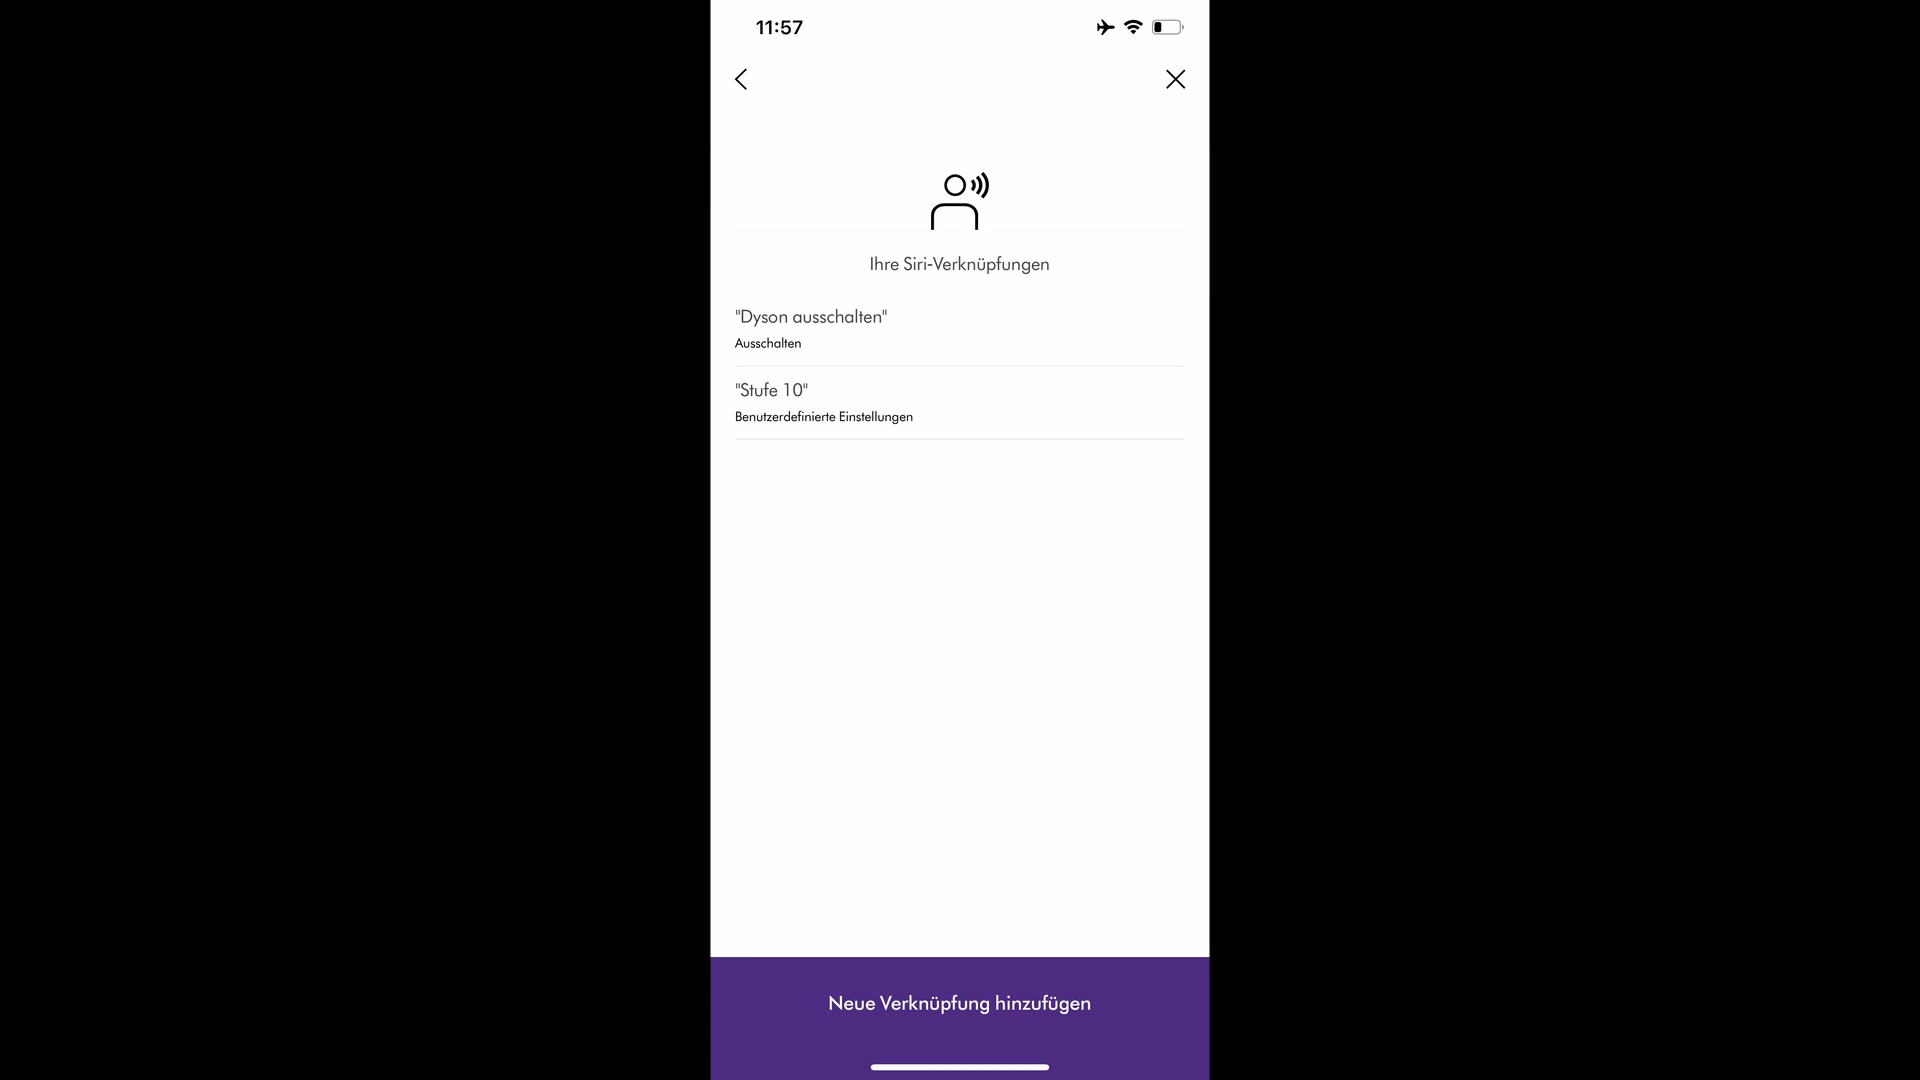 11:57
Ihre Siri-Verknüpfungen
"Dyson ausschalten"
Ausschalten
"Stufe 10"
Benutzerdefinierte Einstellungen
Neue Verknüpfung hinzufügen